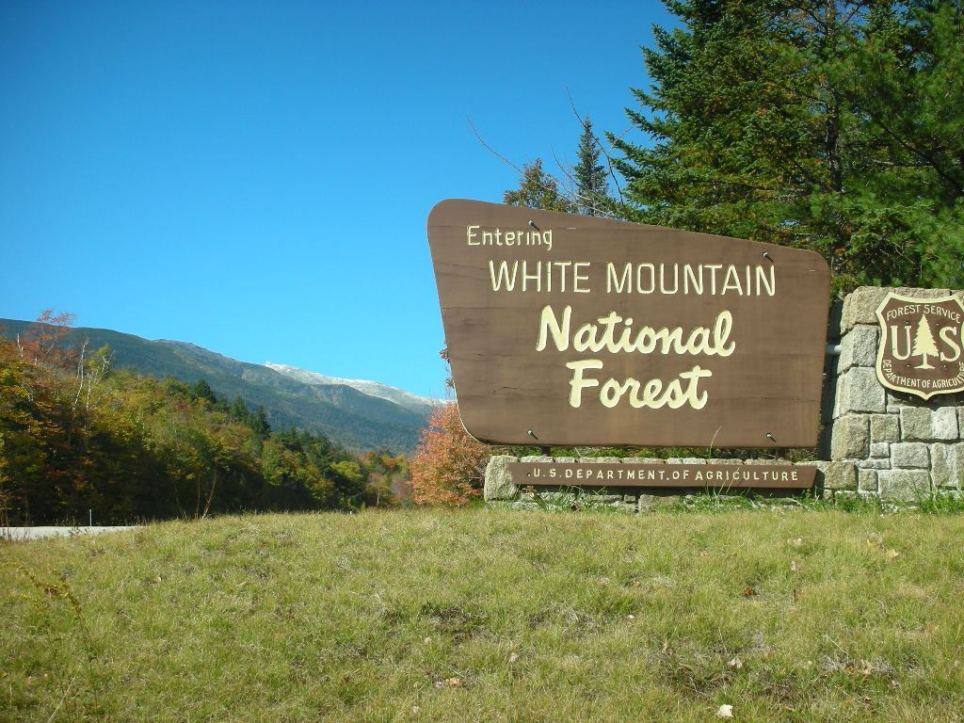 Entering
WHITE MOUNTAIN
National
Forest
U.S. DEPARTMENT OF AGRICULTURE
FOREST SERVICE
U S
DEPARTMENT OF AGRICULTURE